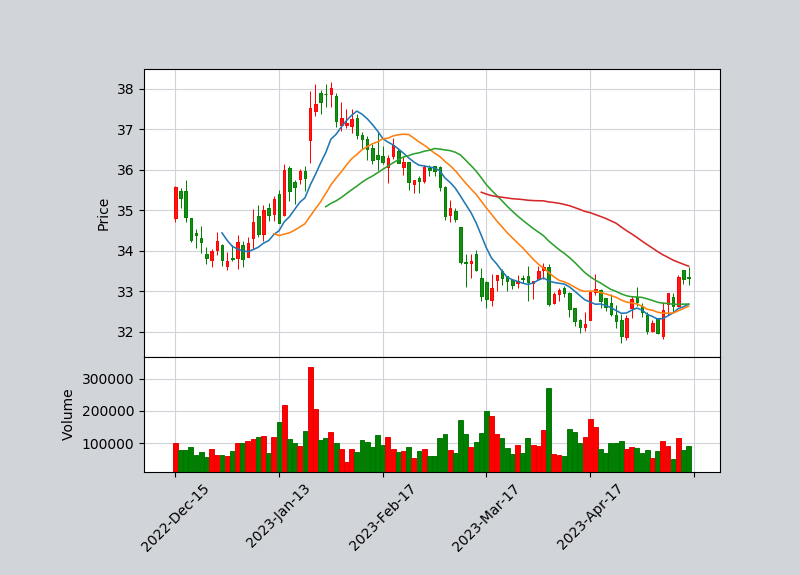 38
37
36
35
34
33
32
Price
300000
200000
100000
Volume
2022-Dec-15
2023-Jan-13
2023-Feb-17
2023-Mar-17
2023-Apr-17